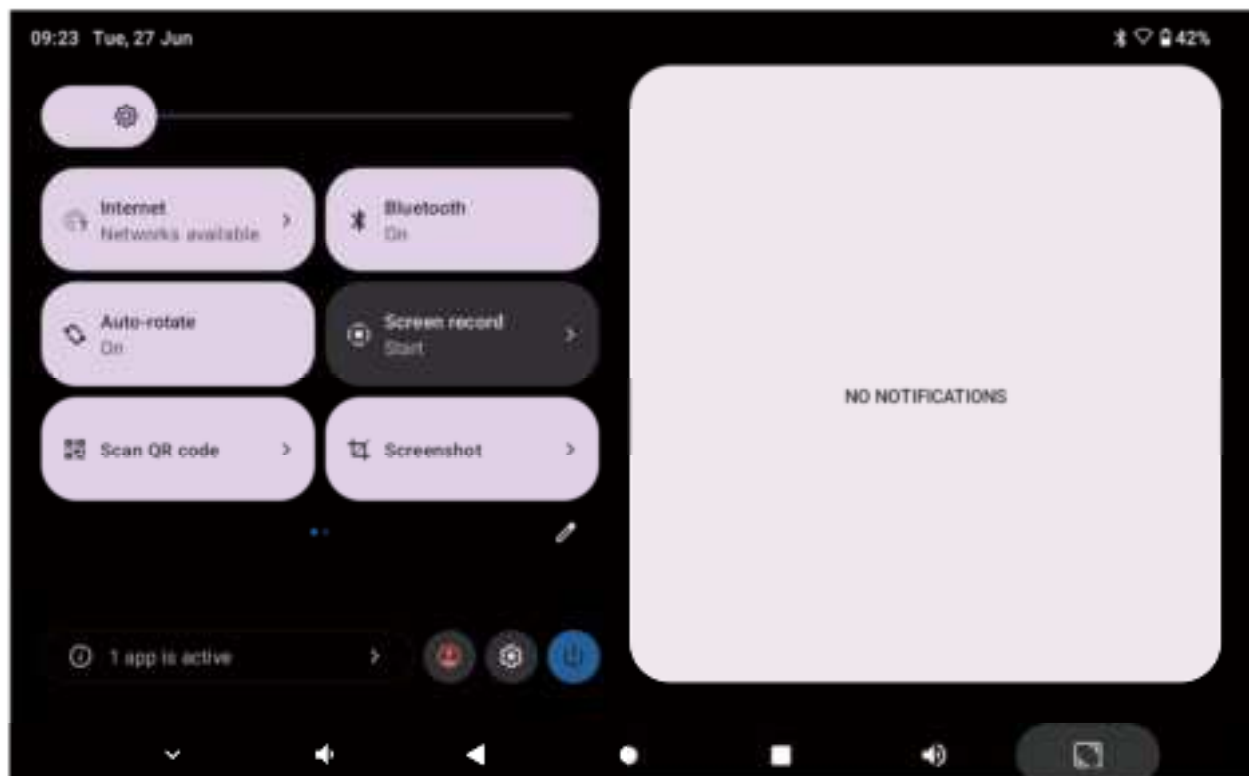 09:23 Tue, 27 Jun
42%
Internet
Networks available
Bluetooth
On
Auto-rotate
On
Screen record
Start
Scan QR code
Screenshot
NO NOTIFICATIONS
1 app is active